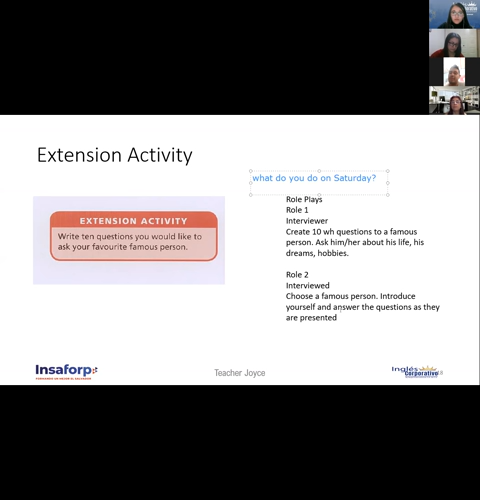 Extension Activity
what do you do on Saturday?
EXTENSION ACTIVITY
Write ten questions you would like to
ask your favourite famous person.
Role Plays
Role 1
Interviewer
Create 10 wh questions to a famous
person. Ask him/her about his life, his
dreams, hobbies.
Role 2
Interviewed
Choose a famous person. Introduce
yourself and answer the questions as they
are presented
Insaforp
Teacher Joyce
Inglés
Corporativo